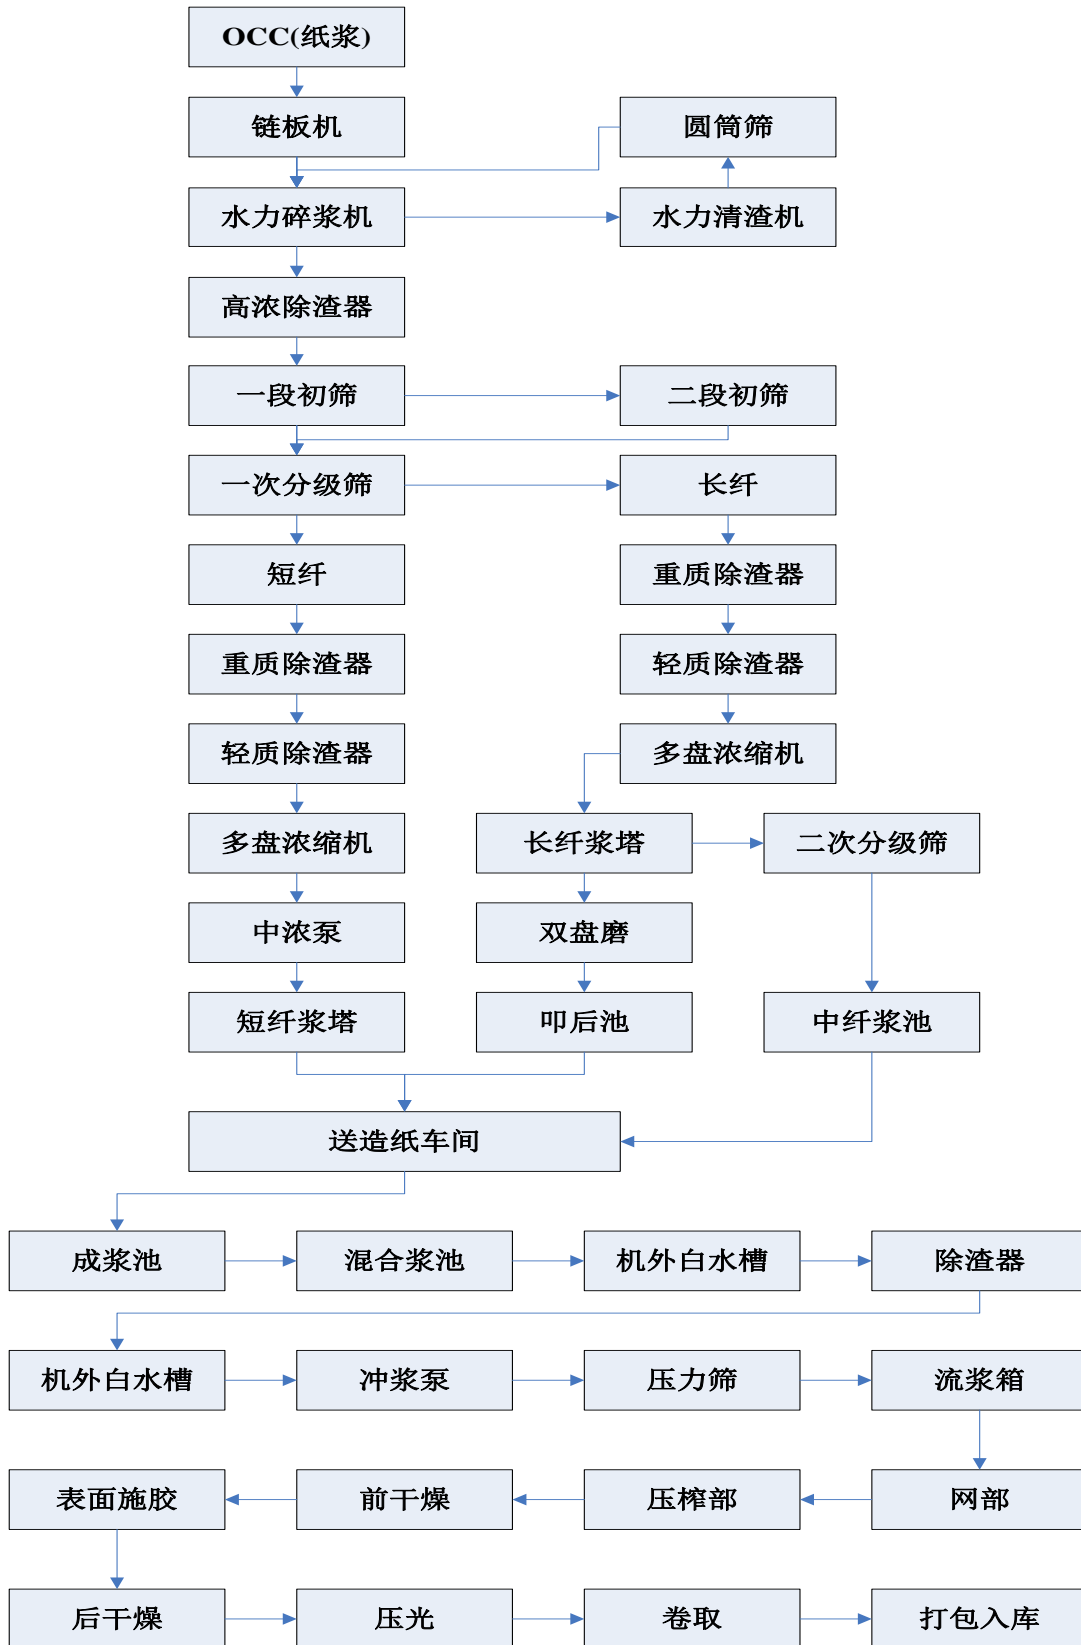 OCC(纸浆)
链板机
圆筒筛
水力碎浆机
水力清渣机
高浓除渣器
一段初筛
二段初筛
一次分级筛
长纤
短纤
重质除渣器
重质除渣器
轻质除渣器
轻质除渣器
多盘浓缩机
多盘浓缩机
长纤浆塔
二次分级筛
中浓泵
双盘磨
短纤浆塔
叩后池
中纤浆池
送造纸车间
成浆池
混合浆池
机外白水槽
除渣器
机外白水槽
冲浆泵
压力筛
流浆箱
表面施胶
前干燥
压榨部
网部
后干燥
压光
卷取
打包入库